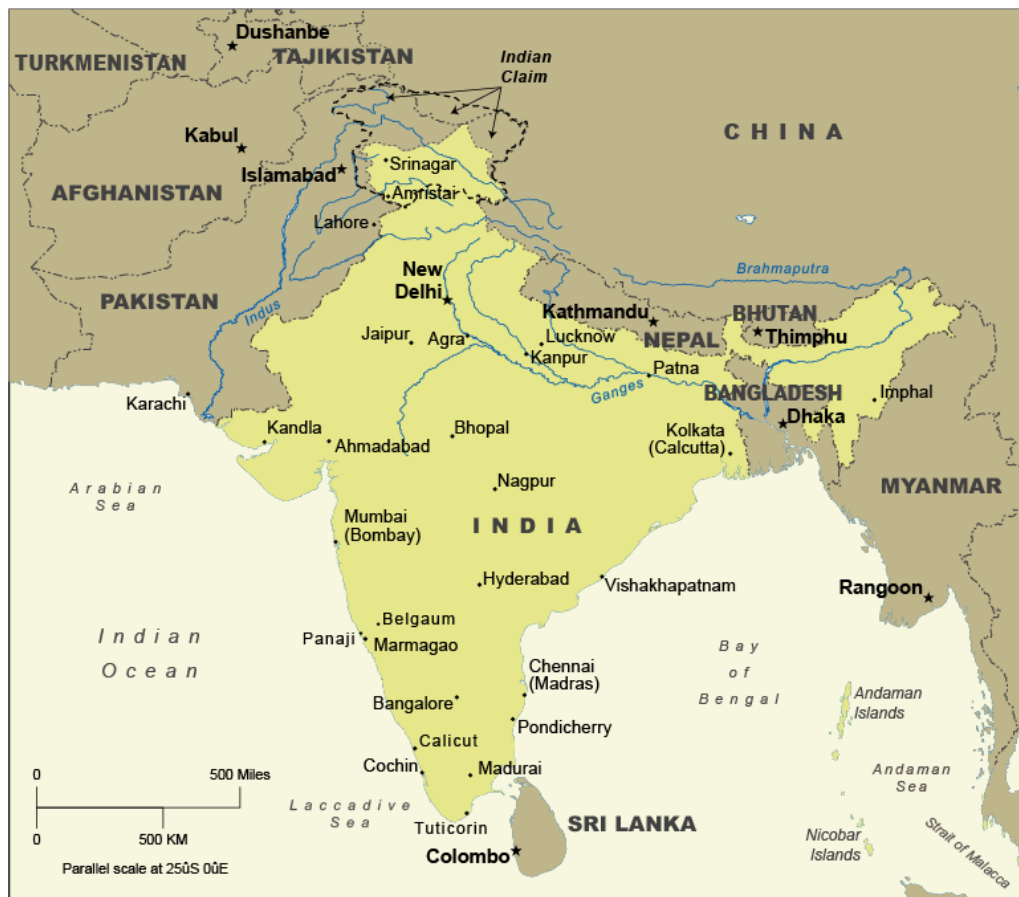 Dushanbe
TURKMENISTAN
TAJIKISTAN
Indian
Claim
CHINA
Kabul
Islamabad
Srinagar
AFGHANISTAN
Amristar
Lahore
New
Delhi
Brahmaputra
PAKISTAN
Indus
Kathmandu
BHUTAN
Jaipur
Agra
Lucknow
NEPAL
Thimphu
Kanpur
Patna
Ganges
BANGLADESH
Imphal
Karachi
Dhaka
Kandla
Ahmadabad
Bhopal
Kolkata
(Calcutta)
Arabian
Sea
Nagpur
MYANMAR
Mumbai
(Bombay)
INDIA
Hyderabad
Vishakhapatnam
Rangoon
Belgaum
Panaji
Marmagao
Indian
Ocean
Bay
of
Bengal
Chennai
(Madras)
Bangalore
Andaman
Islands
Pondicherry
Calicut
Cochin
Madurai
0
500 Miles
Andaman
Sea
Laccadive
Sea
Tuticorin
SRI LANKA
0
500 KM
Nicobar
Islands
Strait of Malacca
Colombo
Parallel scale at 25ûS 0ûE